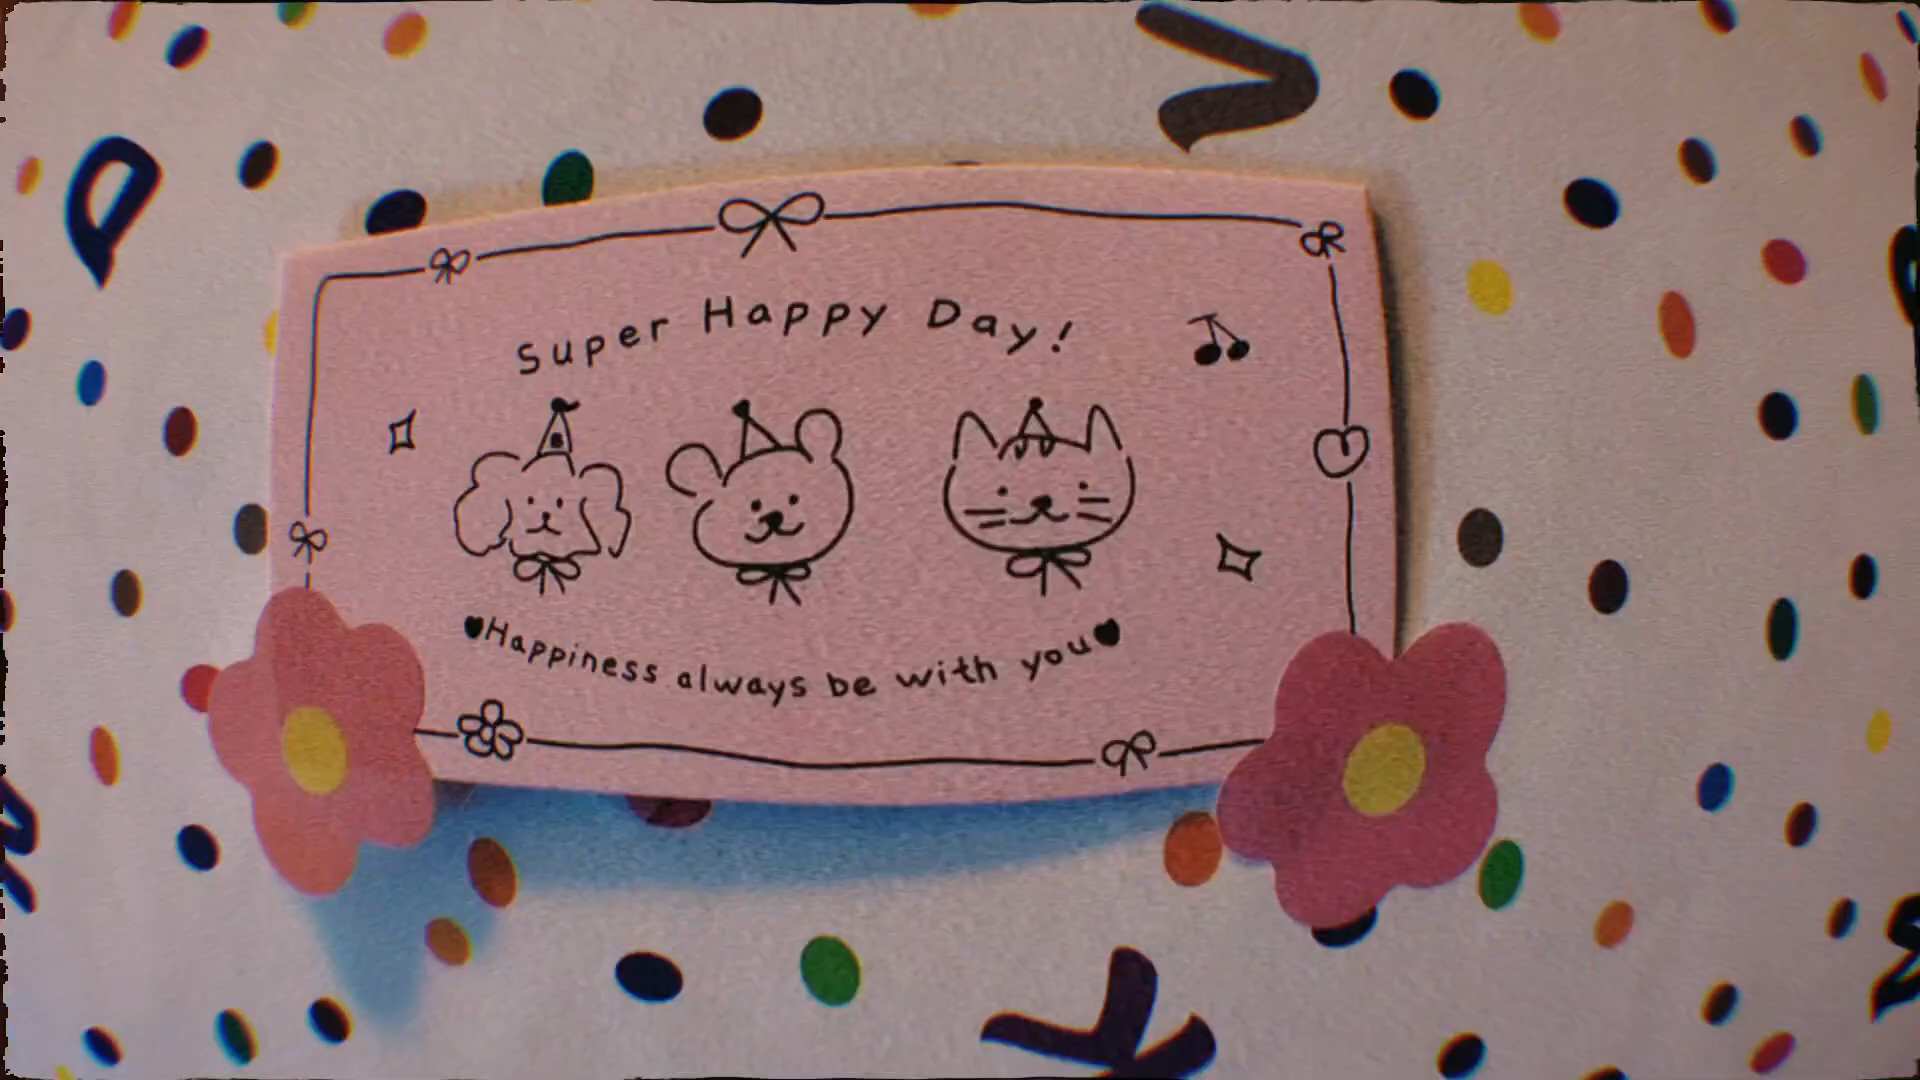 Super Happy Day!
♥Happiness always be with you♥